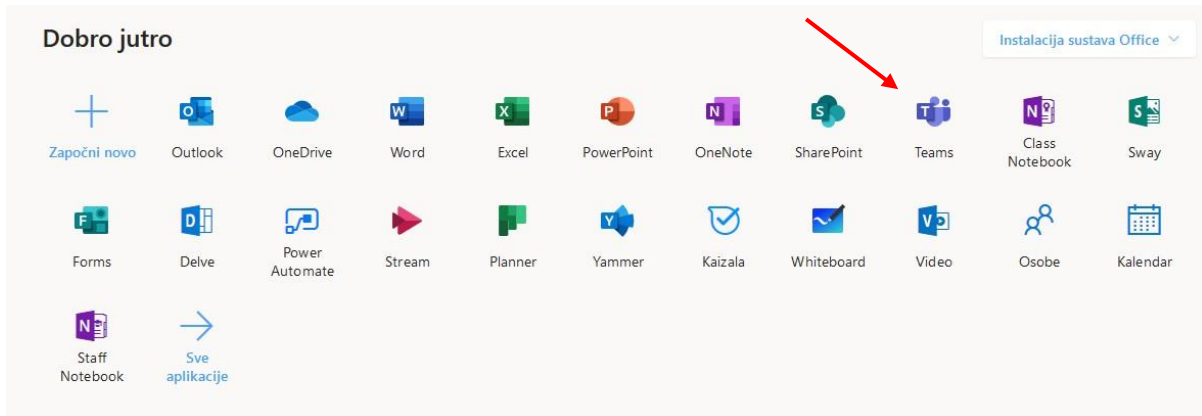 Dobro jutro
Instalacija sustava Office
Započni novo
Outlook
OneDrive
Word
Excel
PowerPoint
OneNote
SharePoint
Teams
Class
Notebook
Sway
Forms
Delve
Power
Automate
Stream
Planner
Yammer
Kaizala
Whiteboard
Video
Osobe
Kalendar
Staff
Notebook
Sve
aplikacije